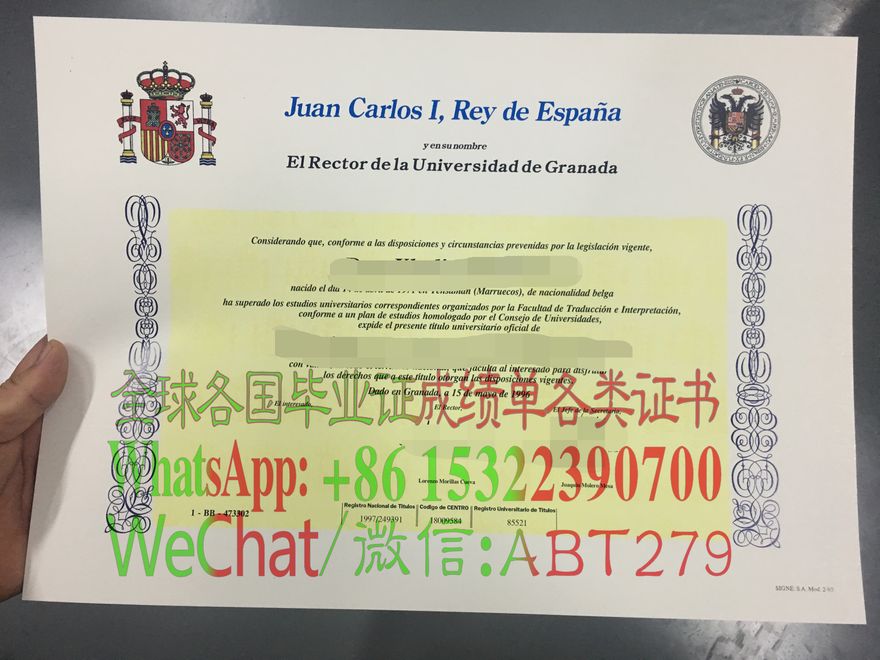 Juan Carlos I, Rey de España
y en su nombre
El Rector de la Universidad de Granada
Considerando que, conforme a las disposiciones y circunstancias prevenidas por la legislación vigente,
nacido el día en (Marruecos), de nacionalidad belga
ha superado los estudios universitarios correspondientes organizados por la Facultad de Traducción e Interpretación,
conforme a un plan de estudios homologado por el Consejo de Universidades,
expide el presente título universitario oficial de
que faculta al interesado para disfrutar
los derechos que a este título otorgan las disposiciones vigentes.
Dado en Granada, a 15 de mayo de 1996
全球各国毕业证成绩单各类证书
El interesado, El Rector, El Jefe de la Secretaría,
WhatsApp: +86 15322390700
Lorenzo Morillas Cueva Joaquín Molero Mesa
1 - BB - 473302
Registro Nacional de Títulos Codigo de CENTRO Registro Universitario de Títulos
1997/249391 18009584 85521
WeChat/微信:ABT279
SIGNE, S.A. Mod. 2/95